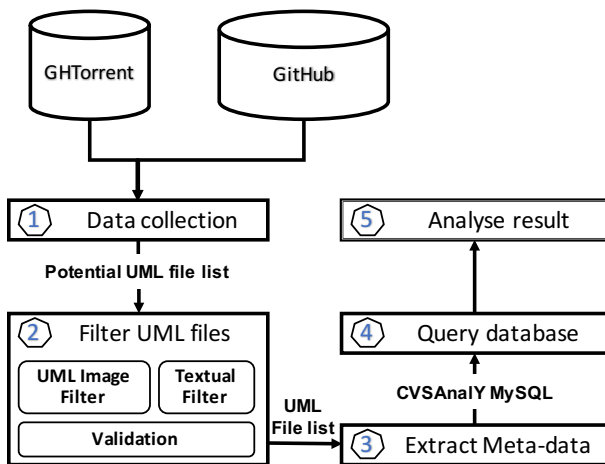 GHTorrent
GitHub
1 Data collection
Potential UML file list
2 Filter UML files
UML Image
Filter
Textual
Filter
Validation
UML
File list
3 Extract Meta-data
CVSAnalY MySQL
4 Query database
5 Analyse result